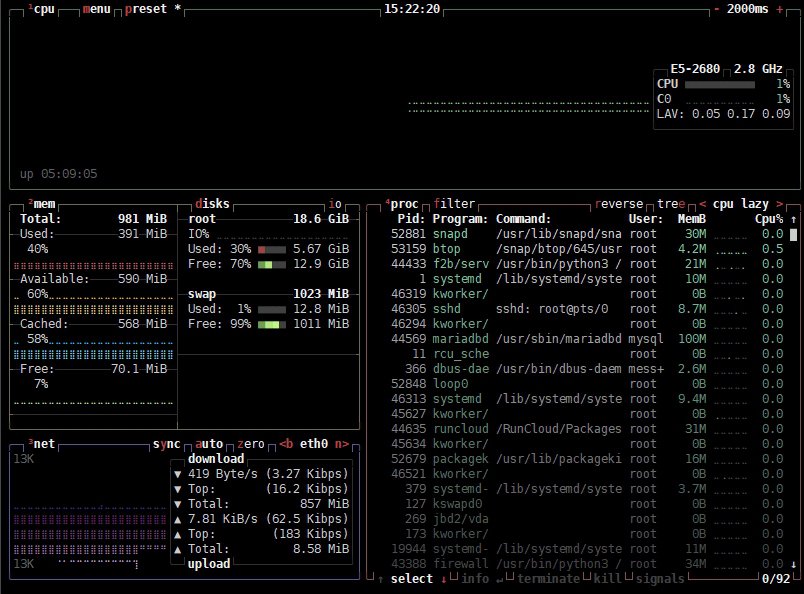 ¹cpu menu preset * 15:22:20 - 2000ms +
E5-2680 2.8 GHz
CPU 1%
C0 1%
LAV: 0.05 0.17 0.09
up 05:09:05
²mem
Total: 981 MiB
Used: 391 MiB
40%
Available: 590 MiB
60%
Cached: 568 MiB
58%
Free: 70.1 MiB
7%
disks io
root 18.6 GiB
IO%
Used: 30% 5.67 GiB
Free: 70% 12.9 GiB
swap 1023 MiB
Used: 1% 12.8 MiB
Free: 99% 1011 MiB
³net sync auto zero <b eth0 n>
13K
download
▼ 419 Byte/s (3.27 Kibps)
▼ Top: (16.2 Kibps)
▼ Total: 857 MiB
▲ 7.81 KiB/s (62.5 Kibps)
▲ Top: (183 Kibps)
▲ Total: 8.58 MiB
13K
upload
⁴proc filter reverse tree < cpu lazy >
Pid: Program: Command: User: MemB Cpu% ↑
52881 snapd /usr/lib/snapd/sna root 30M 0.0
53159 btop /snap/btop/645/usr root 4.2M 0.5
44433 f2b/serv /usr/bin/python3 / root 21M 0.0
1 systemd /lib/systemd/syste root 10M 0.0
46319 kworker/ root 0B 0.0
46305 sshd sshd: root@pts/0 root 8.7M 0.0
46294 kworker/ root 0B 0.0
44569 mariadbd /usr/sbin/mariadbd mysql 100M 0.0
11 rcu_sche root 0B 0.0
366 dbus-dae /usr/bin/dbus-daem mess+ 2.6M 0.0
52848 loop0 root 0B 0.0
46313 systemd /lib/systemd/syste root 9.4M 0.0
45627 kworker/ root 0B 0.0
44635 runcloud /RunCloud/Packages root 31M 0.0
45634 kworker/ root 0B 0.0
52679 packagek /usr/lib/packageki root 16M 0.0
46521 kworker/ root 0B 0.0
379 systemd- /lib/systemd/syste root 3.7M 0.0
127 kswapd0 root 0B 0.0
269 jbd2/vda root 0B 0.0
173 kworker/ root 0B 0.0
19944 systemd- /lib/systemd/syste root 11M 0.0
43388 firewall /usr/bin/python3 / root 34M 0.0 ↓
↑ select ↓ info ↵ terminate kill signals 0/92